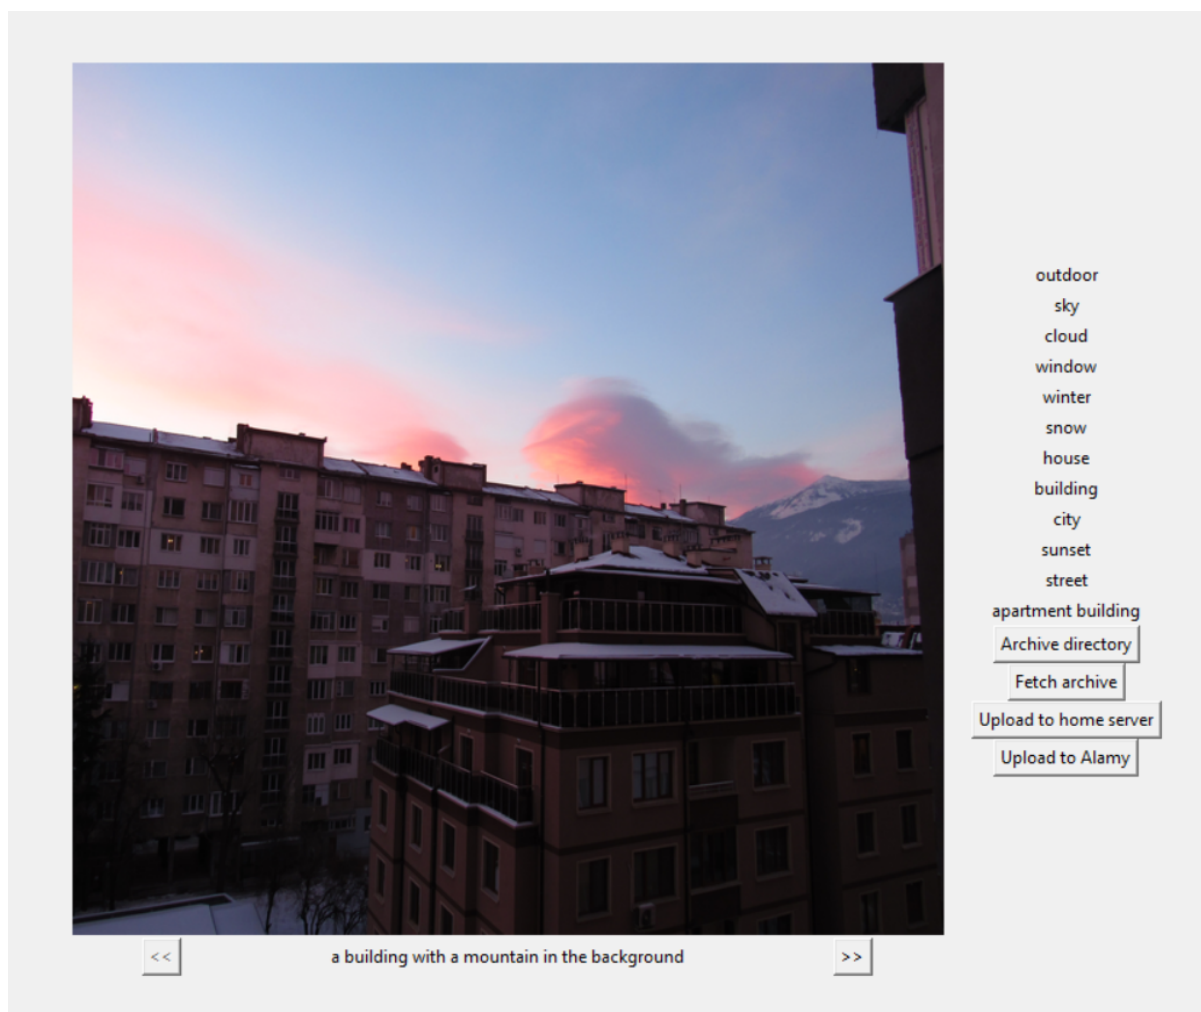 outdoor
sky
cloud
window
winter
snow
house
building
city
sunset
street
apartment building
Archive directory
Fetch archive
Upload to home server
Upload to Alamy
<< a building with a mountain in the background >>